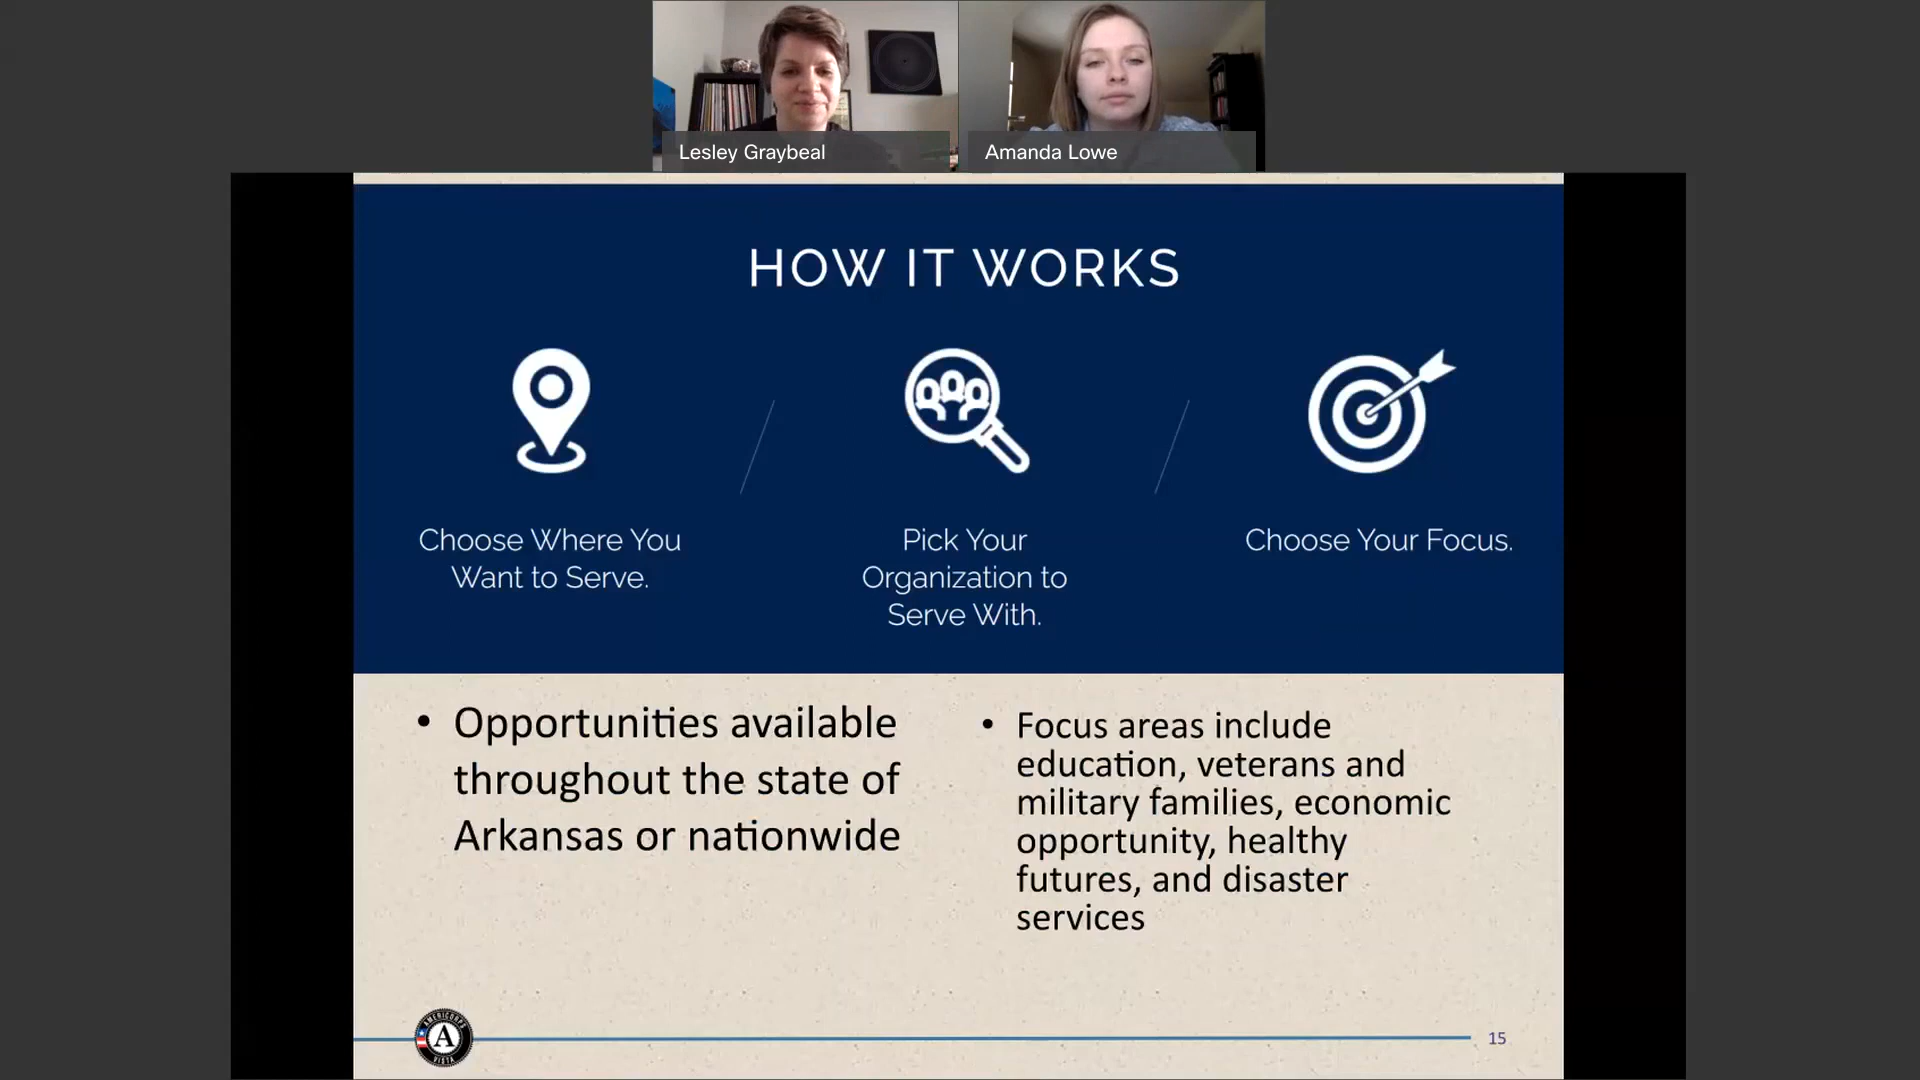 Lesley Graybeal
Amanda Lowe
HOW IT WORKS
Choose Where You
Want to Serve.
Pick Your
Organization to
Serve With.
Choose Your Focus.
• Opportunities available
throughout the state of
Arkansas or nationwide
• Focus areas include
education, veterans and
military families, economic
opportunity, healthy
futures, and disaster
services
AMERICORPS
A
VISTA
15